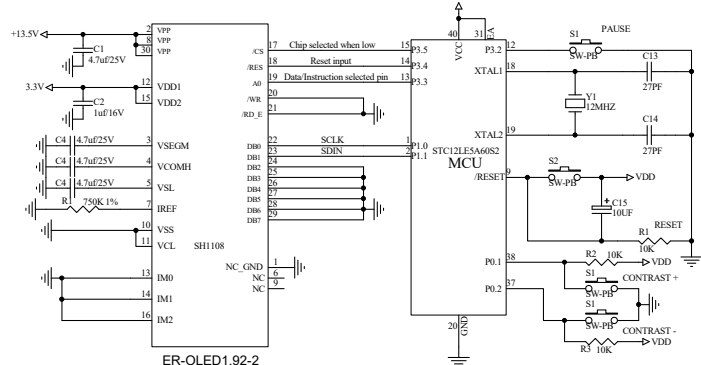 +13.5V
C1
4.7uf/25V
3.3V
C2
1uf/16V
C4 4.7uf/25V
C4 4.7uf/25V
C4 4.7uf/25V
R 750K 1%
2 VPP
8 VPP
30 VPP
12 VDD1
15 VDD2
3 VSEGM
4 VCOMH
5 VSL
7 IREF
10 VSS
11 VCL
13 IM0
14 IM1
16 IM2
SH1108
/CS 17 Chip selected when low 15 P3.5
/RES 18 Reset input 14 P3.4
A0 19 Data/Instruction selected pin 13 P3.3
/WR 20
/RD_E 21
DB0 22 SCLK 1 P1.0
DB1 23 SDIN 2 P1.1
DB2 24
DB3 25
DB4 26
DB5 27
DB6 28
DB7 29
NC_GND 1
NC 6
NC 9
ER-OLED1.92-2
40 VCC
31 EA
STC12LE5A60S2
MCU
20 GND
P3.2 12
XTAL1 18
XTAL2 19
/RESET 9
P0.1 38
P0.2 37
S1 PAUSE
SW-PB
C13
27PF
Y1
12MHZ
C14
27PF
S2
SW-PB
VDD
C15
10UF
+
RESET
R1
10K
R2 10K VDD
S1 CONTRAST +
SW-PB
S1
SW-PB
CONTRAST -
R3 10K VDD